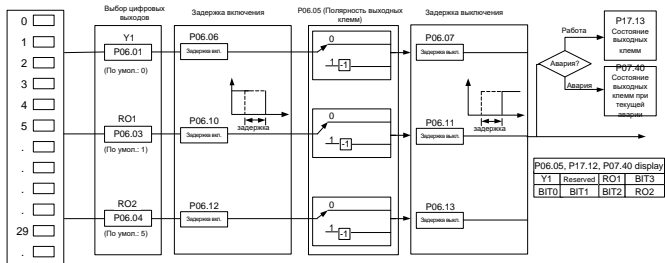 Выбор цифровых выходов
Задержка включения
P06.05 (Полярность выходных клемм)
Задержка выключения
0
1
2
3
4
5
.
.
.
.
29
.
Y1
P06.01
(По умол.: 0)
RO1
P06.03
(По умол.: 1)
RO2
P06.04
(По умол.: 5)
P06.06
Задержка вкл.
P06.10
Задержка вкл.
задержка
P06.12
Задержка вкл.
0
1
-1
0
1
-1
0
1
-1
P06.07
Задержка выкл.
P06.11
Задержка выкл.
задержка
P06.13
Задержка выкл.
Работа
Авария?
Авария
P17.13
Состояние
выходных
клемм
P07.40
Состояние
выходных
клемм при
текущей
аварии
P06.05, P17.12, P07.40 display
Y1 Reserved RO1 BIT3
BIT0 BIT1 BIT2 RO2